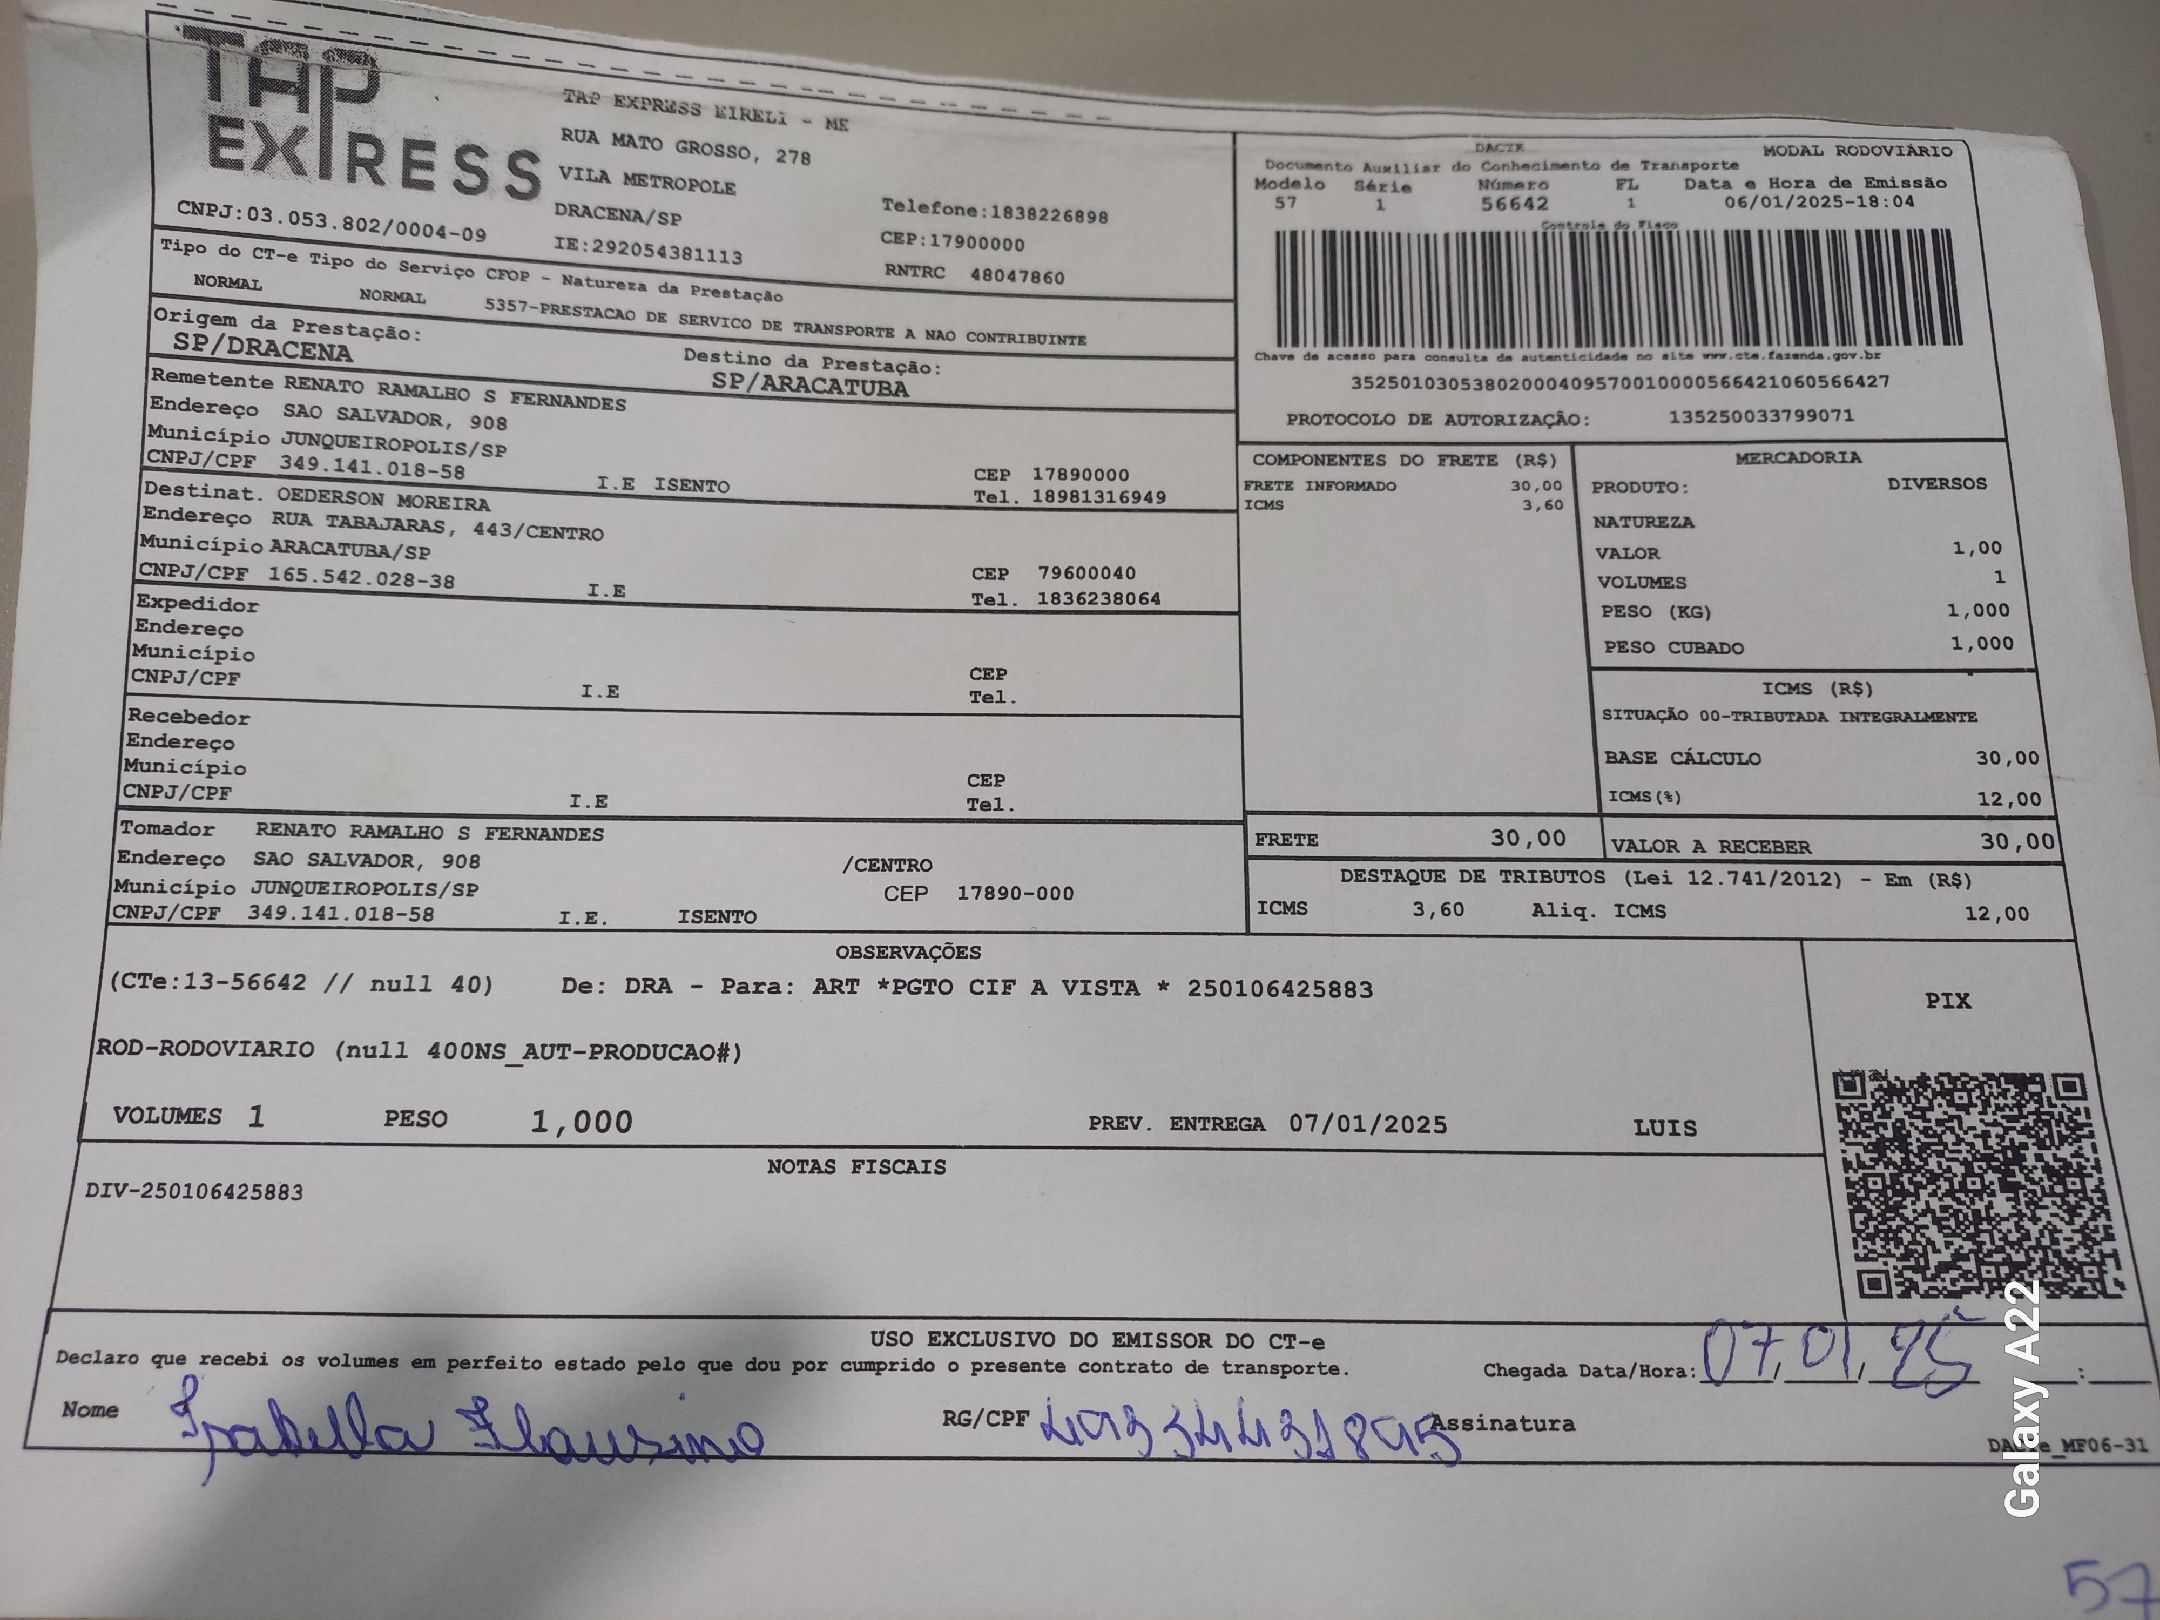 TAP
EXPRESS
CNPJ:03.053.802/0004-09
TAP EXPRESS EIRELI - ME
RUA MATO GROSSO, 278
VILA METROPOLE
DRACENA/SP
IE:292054381113
Telefone:1838226898
CEP:17900000
RNTRC 48047860
DACTE
MODAL RODOVIÁRIO
Documento Auxiliar do Conhecimento de Transporte
Modelo Série Número FL Data e Hora de Emissão
57 1 56642 1 06/01/2025-18:04
Controle do Fisco
Chave de acesso para consulta de autenticidade no site www.cte.fazenda.gov.br
35250103053802000409570010000566421060566427
PROTOCOLO DE AUTORIZAÇÃO: 135250033799071
Tipo do CT-e Tipo do Serviço CFOP - Natureza da Prestação
NORMAL NORMAL 5357-PRESTACAO DE SERVICO DE TRANSPORTE A NAO CONTRIBUINTE
Origem da Prestação: Destino da Prestação:
SP/DRACENA SP/ARACATUBA
Remetente RENATO RAMALHO S FERNANDES
Endereço SAO SALVADOR, 908
Município JUNQUEIROPOLIS/SP CEP 17890000
CNPJ/CPF 349.141.018-58 I.E ISENTO Tel. 18981316949
Destinat. OEDERSON MOREIRA
Endereço RUA TABAJARAS, 443/CENTRO
Município ARACATUBA/SP CEP 79600040
CNPJ/CPF 165.542.028-38 I.E Tel. 1836238064
Expedidor
Endereço
Município CEP
CNPJ/CPF I.E Tel.
Recebedor
Endereço
Município CEP
CNPJ/CPF I.E Tel.
Tomador RENATO RAMALHO S FERNANDES
Endereço SAO SALVADOR, 908 /CENTRO
Município JUNQUEIROPOLIS/SP CEP 17890-000
CNPJ/CPF 349.141.018-58 I.E. ISENTO
COMPONENTES DO FRETE (R$)
FRETE INFORMADO 30,00
ICMS 3,60
MERCADORIA
PRODUTO: DIVERSOS
NATUREZA
VALOR 1,00
VOLUMES 1
PESO (KG) 1,000
PESO CUBADO 1,000
ICMS (R$)
SITUAÇÃO 00-TRIBUTADA INTEGRALMENTE
BASE CÁLCULO 30,00
ICMS(%) 12,00
FRETE 30,00 VALOR A RECEBER 30,00
DESTAQUE DE TRIBUTOS (Lei 12.741/2012) - Em (R$)
ICMS 3,60 Aliq. ICMS 12,00
OBSERVAÇÕES
(CTe:13-56642 // null 40) De: DRA - Para: ART *PGTO CIF A VISTA * 250106425883
ROD-RODOVIARIO (null 400NS_AUT-PRODUCAO#)
VOLUMES 1 PESO 1,000 PREV. ENTREGA 07/01/2025 LUIS
PIX
NOTAS FISCAIS
DIV-250106425883
USO EXCLUSIVO DO EMISSOR DO CT-e
Declaro que recebi os volumes em perfeito estado pelo que dou por cumprido o presente contrato de transporte.
Chegada Data/Hora: 07,01,25 :
Nome Isabella Flausino RG/CPF 49334431895 Assinatura
MF06-31
Galaxy A22
57